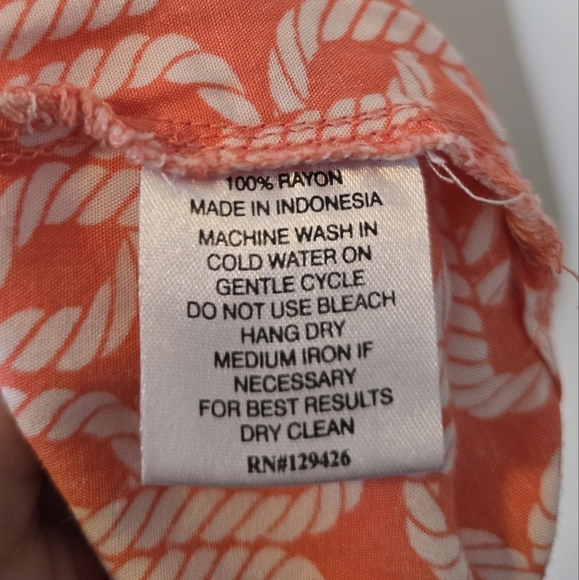 100% RAYON
MADE IN INDONESIA
MACHINE WASH IN
COLD WATER ON
GENTLE CYCLE
DO NOT USE BLEACH
HANG DRY
MEDIUM IRON IF
NECESSARY
FOR BEST RESULTS
DRY CLEAN
RN#129426